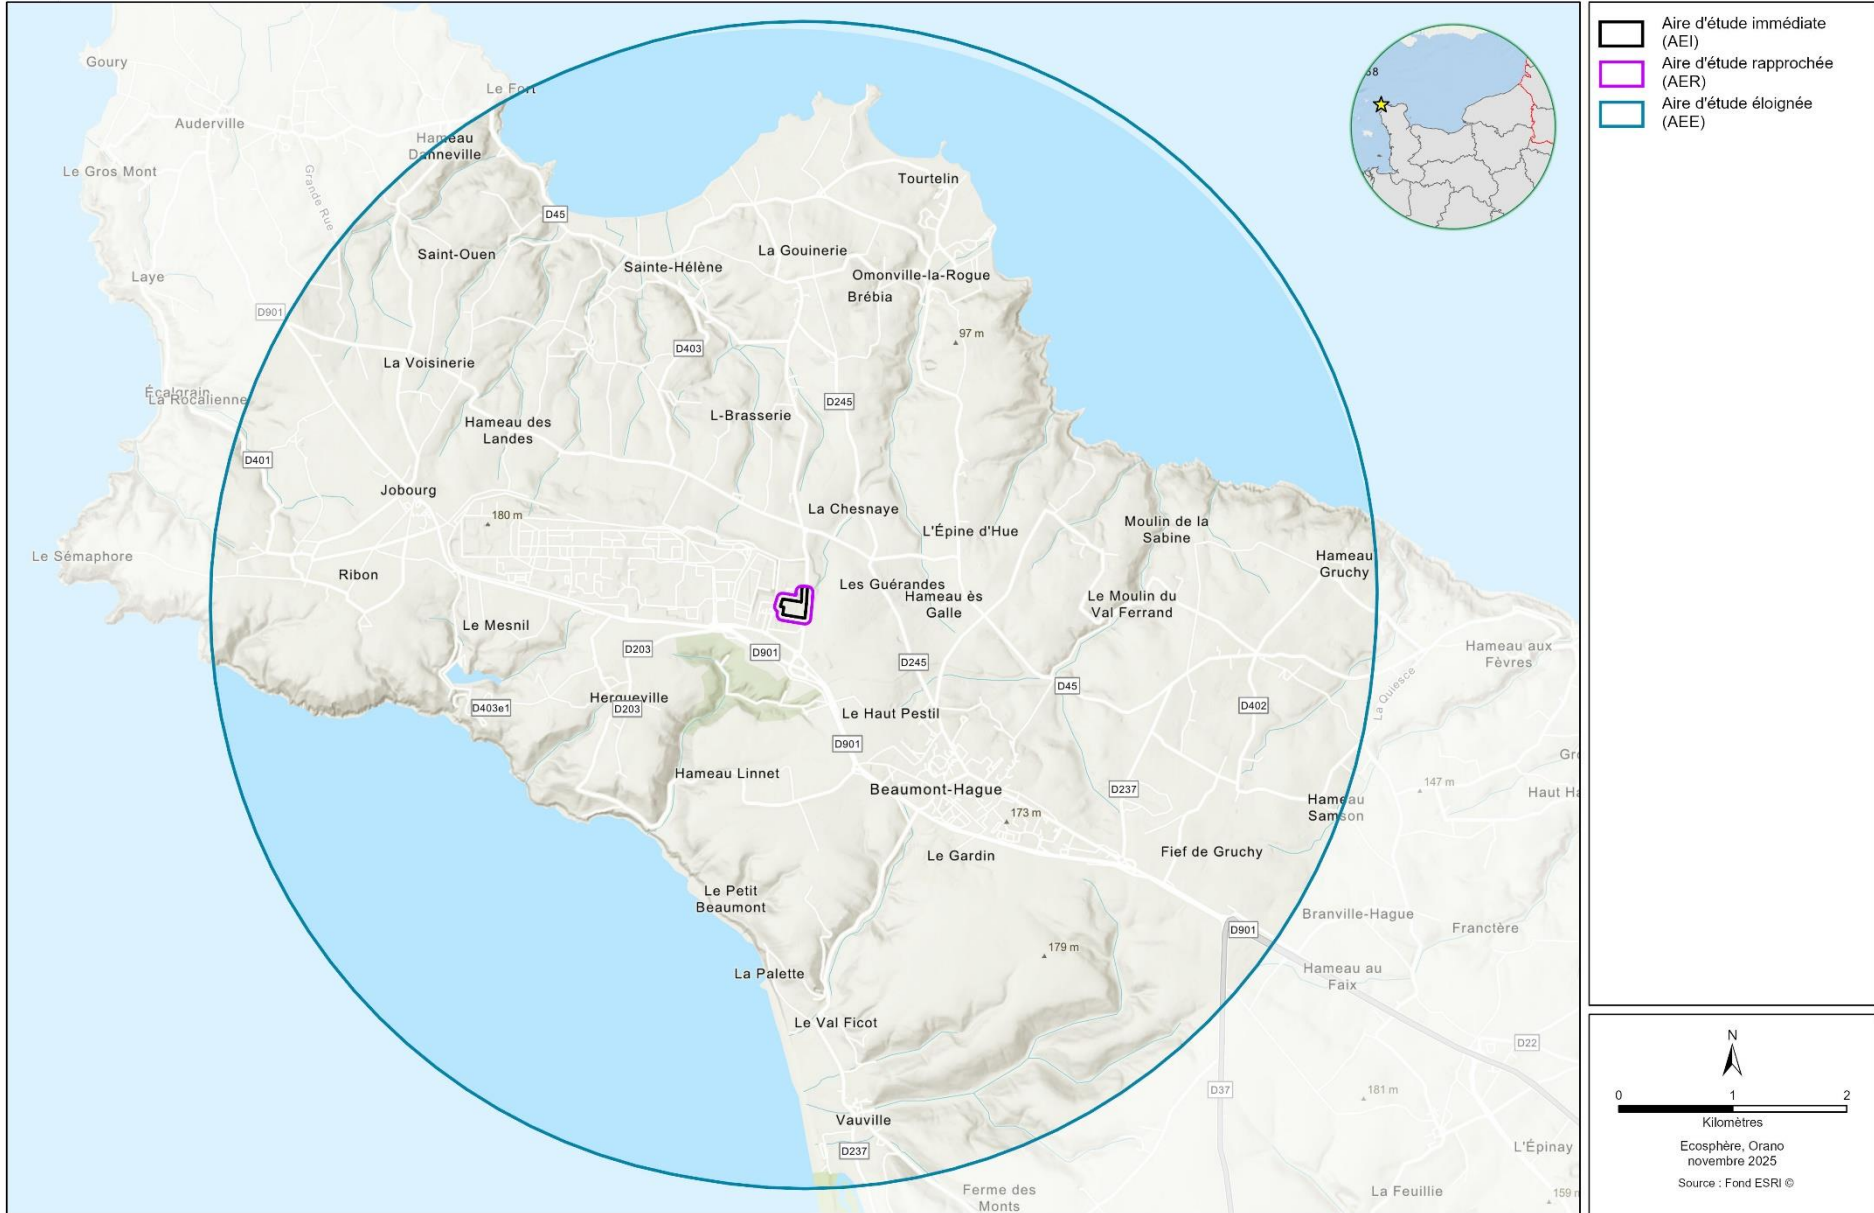 Goury
Le Fort
Auderville
Hameau
Danneville
Le Gros Mont
Grande Rue
Tourtelin
D45
Saint-Ouen
La Gouinerie
Sainte-Hélène
Omonville-la-Rogue
Laye
Brébia
D901
97 m
D403
La Voisinerie
Écalgrain
La Rocalienne
D245
L-Brasserie
Hameau des
Landes
D401
Jobourg
180 m
La Chesnaye
L'Épine d'Hue
Moulin de la
Sabine
Le Sémaphore
Hameau
Gruchy
Ribon
Les Guérandes
Hameau ès
Galle
Le Moulin du
Val Ferrand
Le Mesnil
D203
D901
D245
Hameau aux
Fèvres
D45
La Quiesce
Hergueville
D403e1
D203
D402
Le Haut Pestil
D901
Hameau Linnet
Beaumont-Hague
D237
147 m
Hameau
Samson
173 m
Le Gardin
Fief de Gruchy
Le Petit
Beaumont
Branville-Hague
D901
Franctère
179 m
La Palette
Hameau au
Faix
Le Val Ficot
D22
D37
181 m
Vauville
D237
L'Épinay
Ferme des
Monts
La Feuillie
159 m
Aire d'étude immédiate
(AEI)
Aire d'étude rapprochée
(AER)
Aire d'étude éloignée
(AEE)
N
0 1 2
Kilomètres
Ecosphère, Orano
novembre 2025
Source : Fond ESRI ©